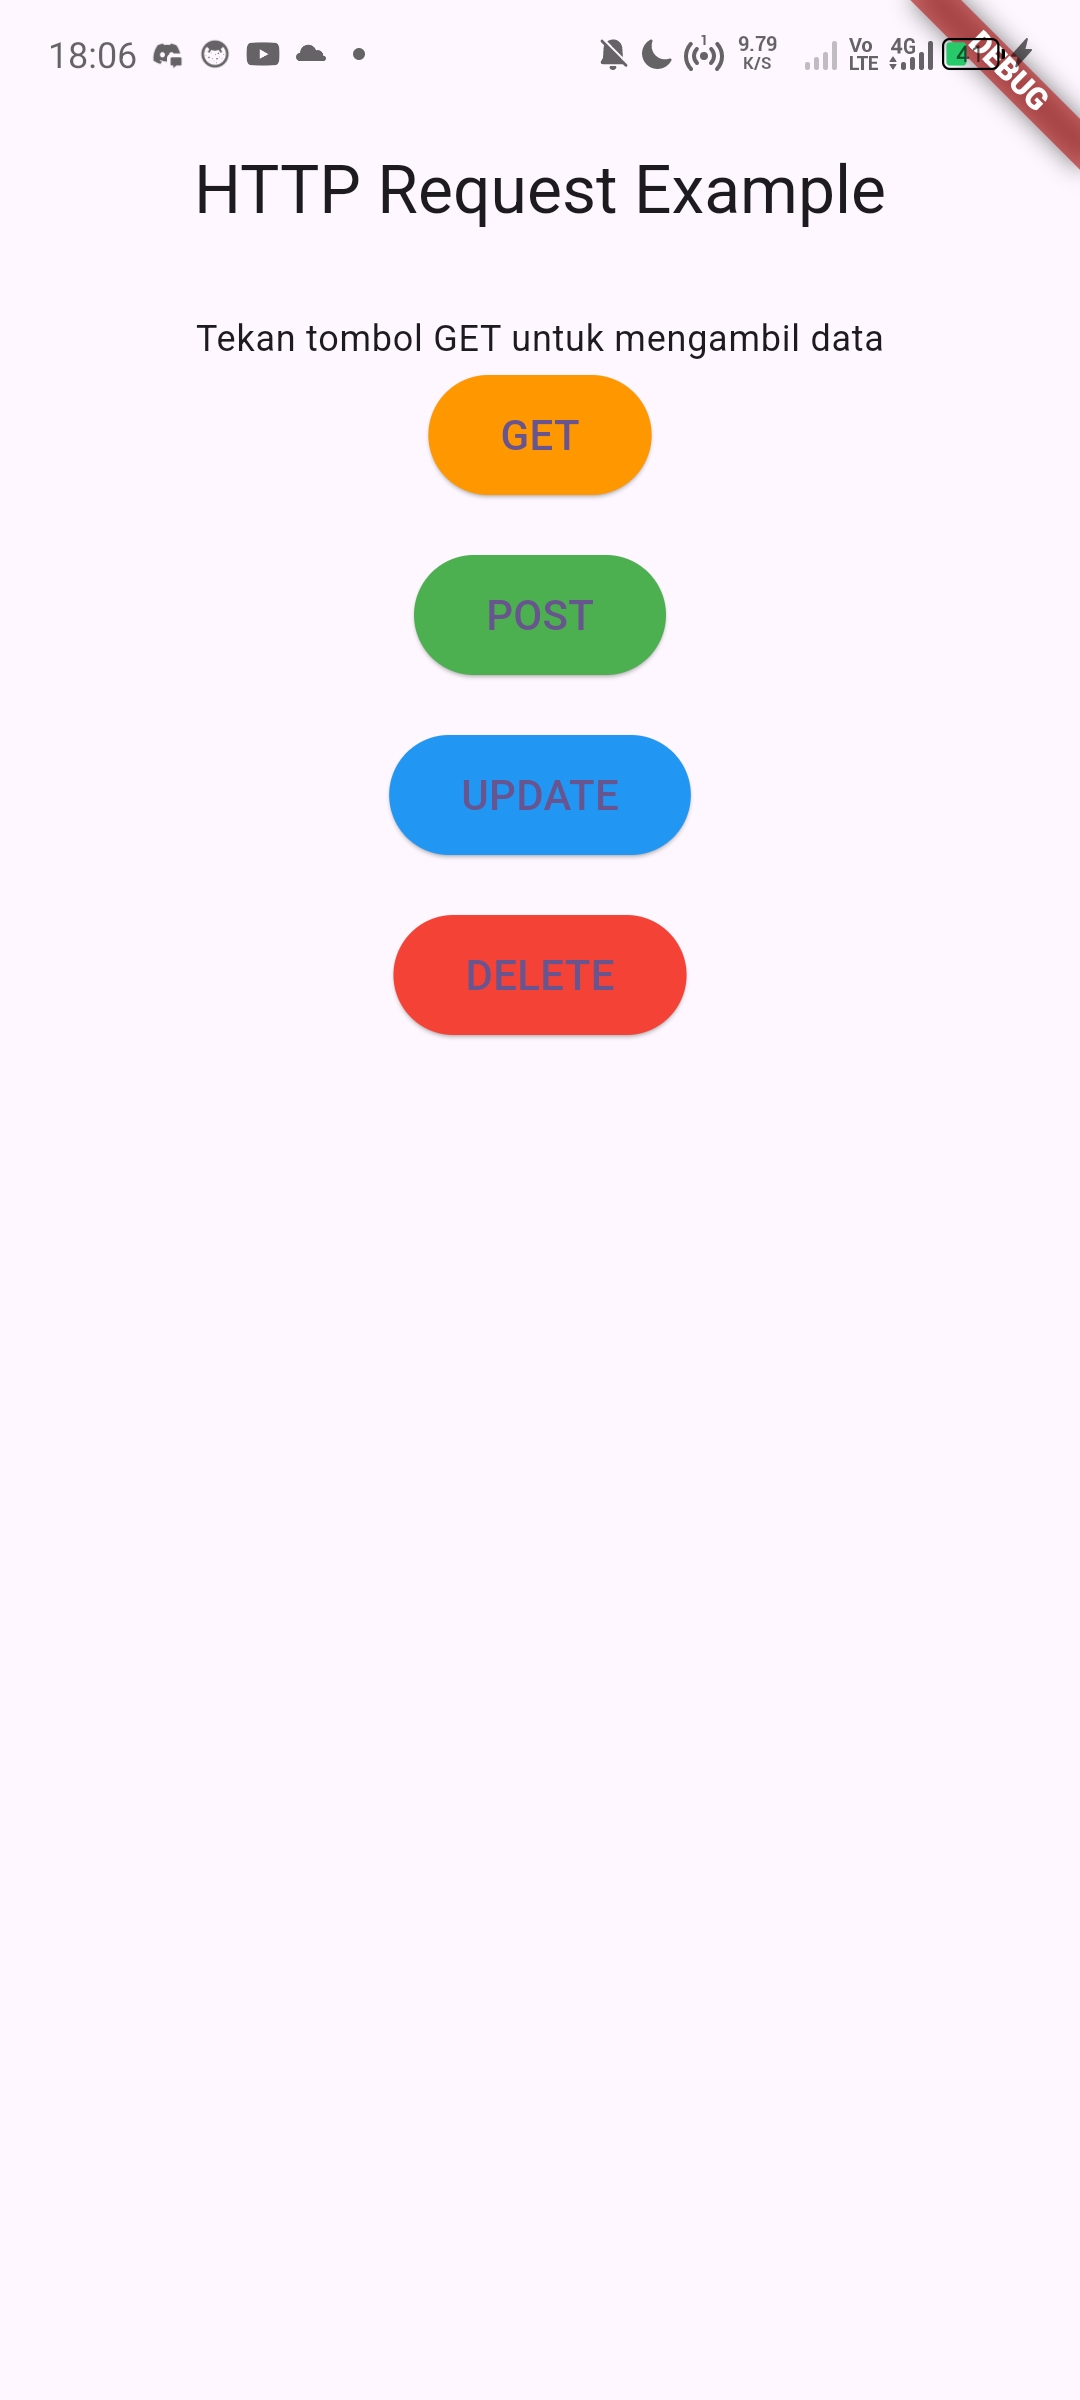 18:06
1
9.79
K/S
Vo
LTE
4G
DEBUG
HTTP Request Example
Tekan tombol GET untuk mengambil data
GET
POST
UPDATE
DELETE